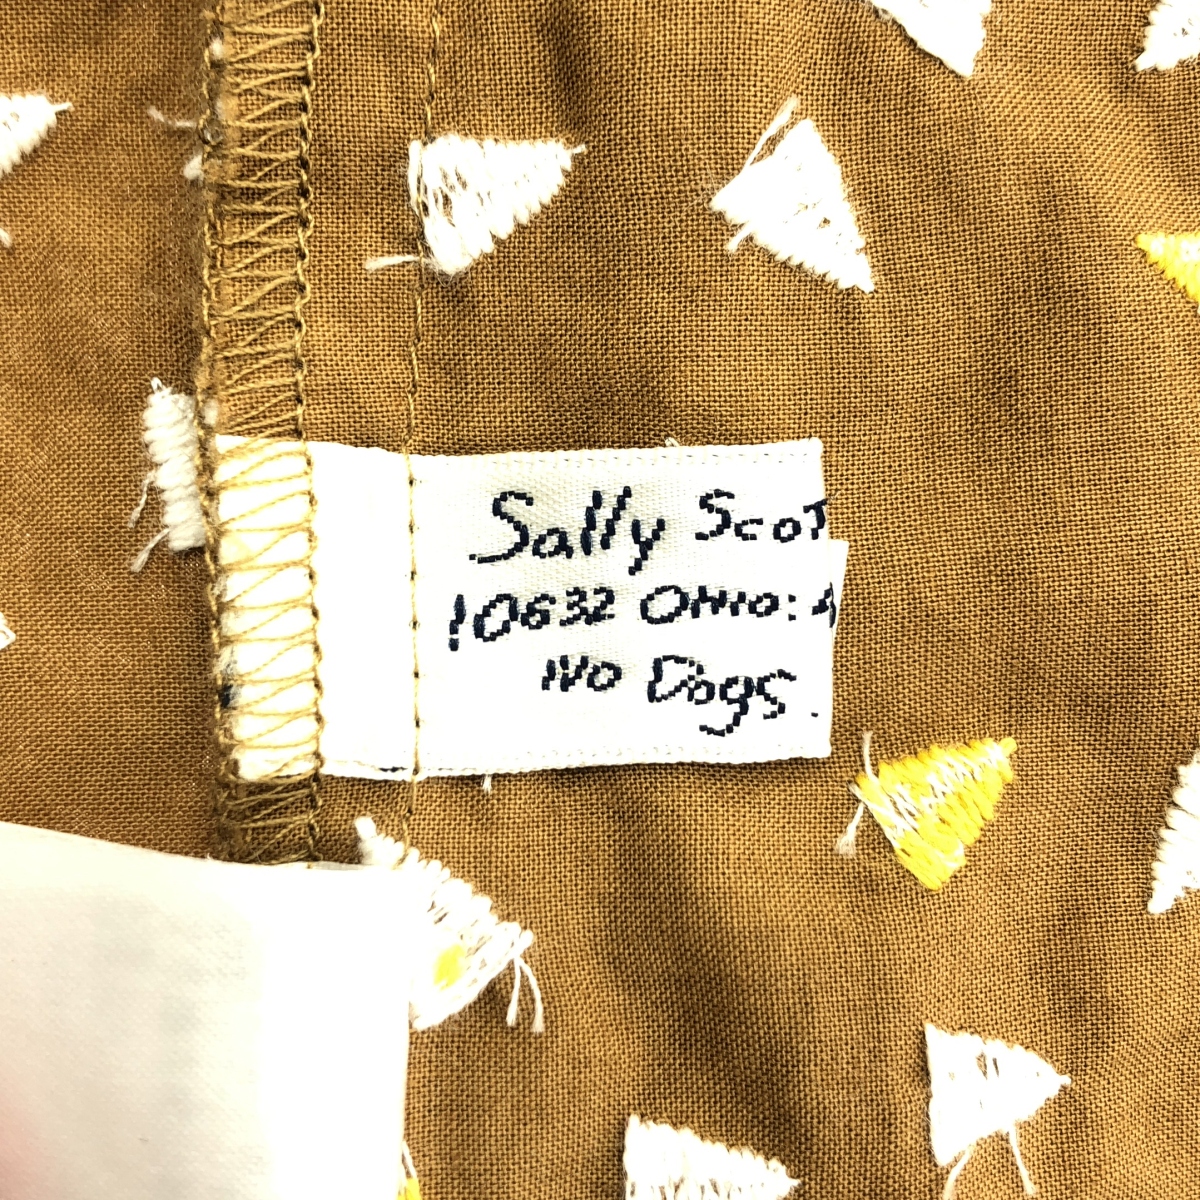 Sally Scot
10632 Ohio:
No Dogs.